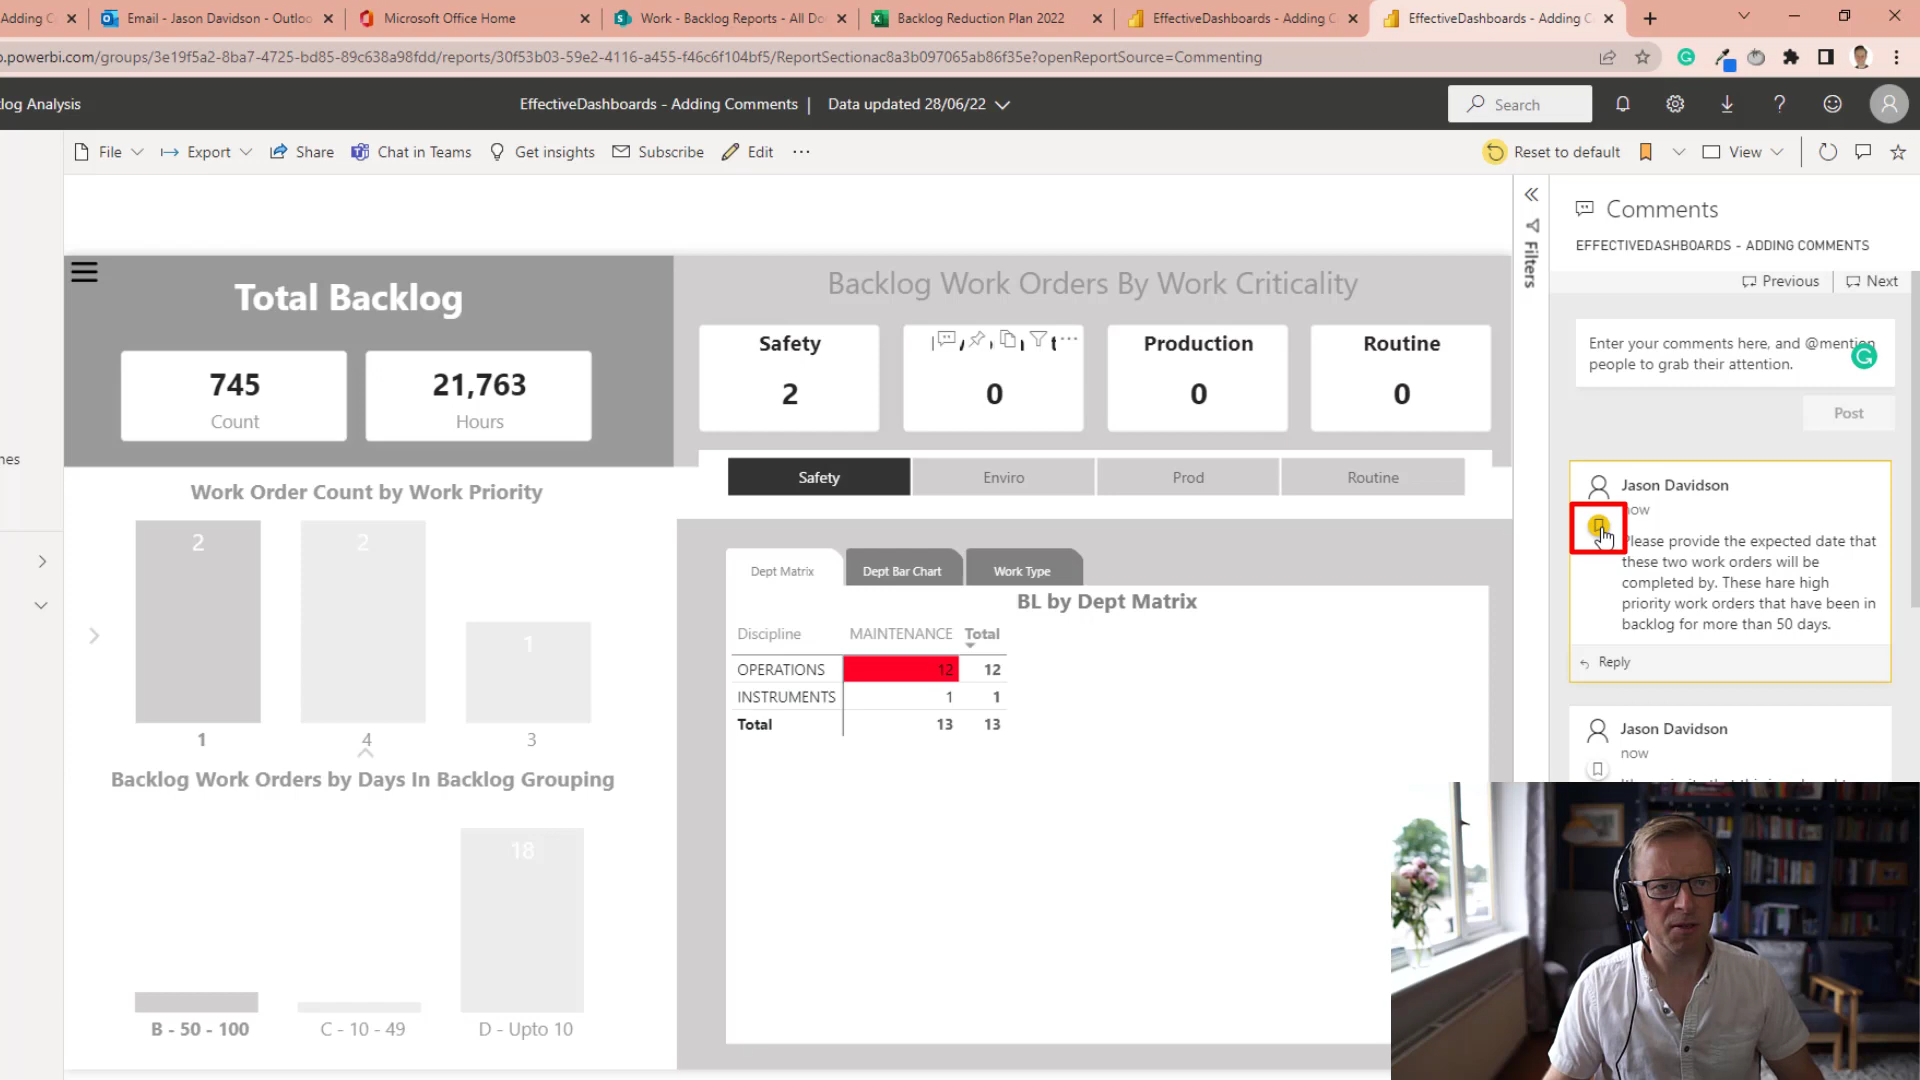 Adding C
Email - Jason Davidson - Outloo
Microsoft Office Home
Work - Backlog Reports - All Do
Backlog Reduction Plan 2022
EffectiveDashboards - Adding C
EffectiveDashboards - Adding C
o.powerbi.com/groups/3e19f5a2-8ba7-4725-bd85-89c638a98fdd/reports/30f53b03-59e2-4116-a455-f46c6f104bf5/ReportSectionac8a3b097065ab86f35e?openReportSource=Commenting
log Analysis
EffectiveDashboards - Adding Comments | Data updated 28/06/22
Search
File
Export
Share
Chat in Teams
Get insights
Subscribe
Edit
Reset to default
View
Filters
Comments
EFFECTIVEDASHBOARDS - ADDING COMMENTS
Previous
Next
Enter your comments here, and @mention
people to grab their attention.
Post
Jason Davidson
now
Please provide the expected date that
these two work orders will be
completed by. These hare high
priority work orders that have been in
backlog for more than 50 days.
Reply
Jason Davidson
now
nes
Total Backlog
745
Count
21,763
Hours
Backlog Work Orders By Work Criticality
Safety
2
0
Production
0
Routine
0
Safety
Enviro
Prod
Routine
Work Order Count by Work Priority
2
2
1
1
4
3
Backlog Work Orders by Days In Backlog Grouping
18
B - 50 - 100
C - 10 - 49
D - Upto 10
Dept Matrix
Dept Bar Chart
Work Type
BL by Dept Matrix
Discipline MAINTENANCE Total
OPERATIONS 12 12
INSTRUMENTS 1 1
Total 13 13